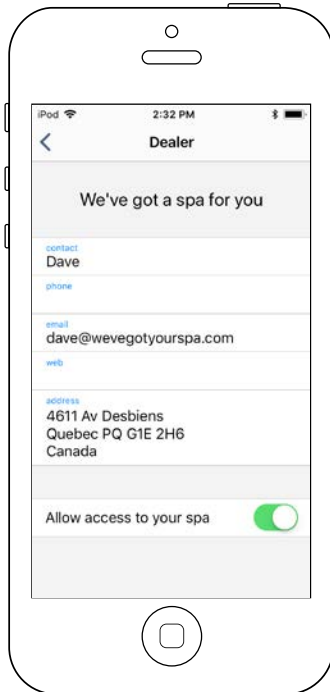 iPod 2:32 PM
Dealer
We've got a spa for you
contact
Dave
phone
email
dave@wevegotyourspa.com
web
address
4611 Av Desbiens
Quebec PQ G1E 2H6
Canada
Allow access to your spa